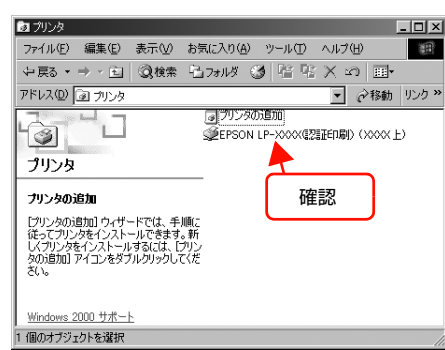 プリンタ
ファイル(F) 編集(E) 表示(V) お気に入り(A) ツール(T) ヘルプ(H)
戻る 検索 フォルダ
アドレス(D) プリンタ 移動 リンク »
プリンタの追加
EPSON LP-XXXX(認証印刷) (XXXX 上)
プリンタ
確認
プリンタの追加
[プリンタの追加] ウィザードでは、手順に
従ってプリンタをインストールできます。新
しくプリンタをインストールするには、[プリン
タの追加] アイコンをダブルクリックしてくだ
さい。
Windows 2000 サポート
1 個のオブジェクトを選択